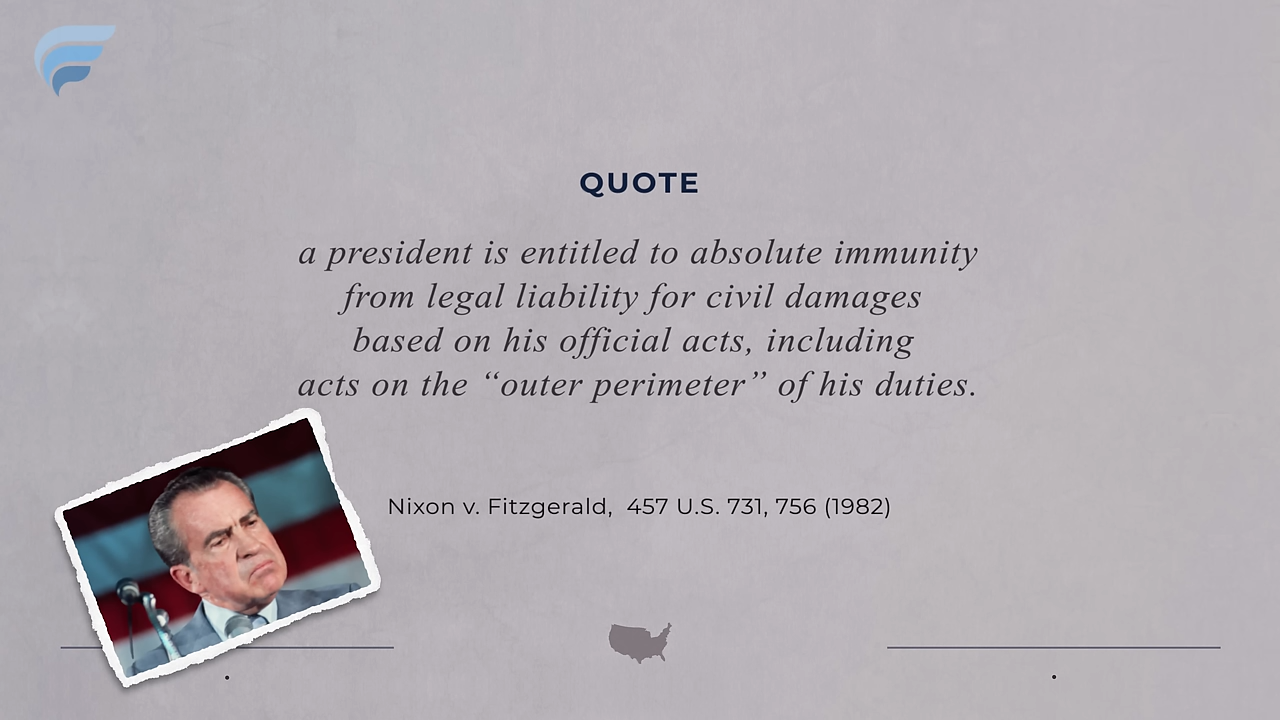 QUOTE
a president is entitled to absolute immunity
from legal liability for civil damages
based on his official acts, including
acts on the “outer perimeter” of his duties.
Nixon v. Fitzgerald,  457 U.S. 731, 756 (1982)